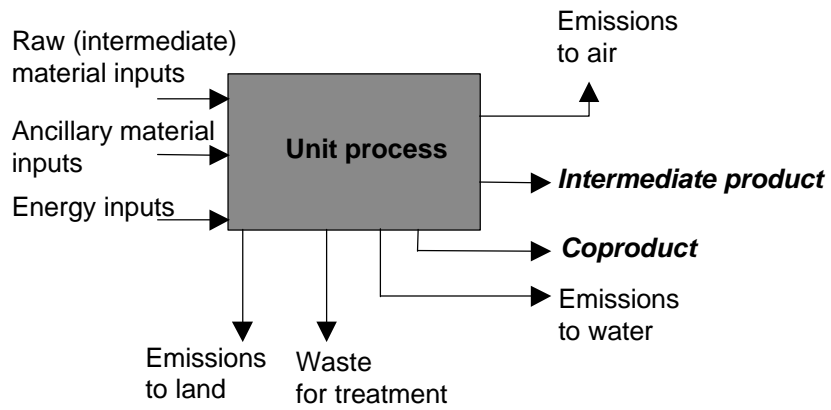 Emissions
to air
Raw (intermediate)
material inputs
Ancillary material
inputs
Unit process
Intermediate product
Energy inputs
Coproduct
Emissions
to water
Emissions
to land
Waste
for treatment